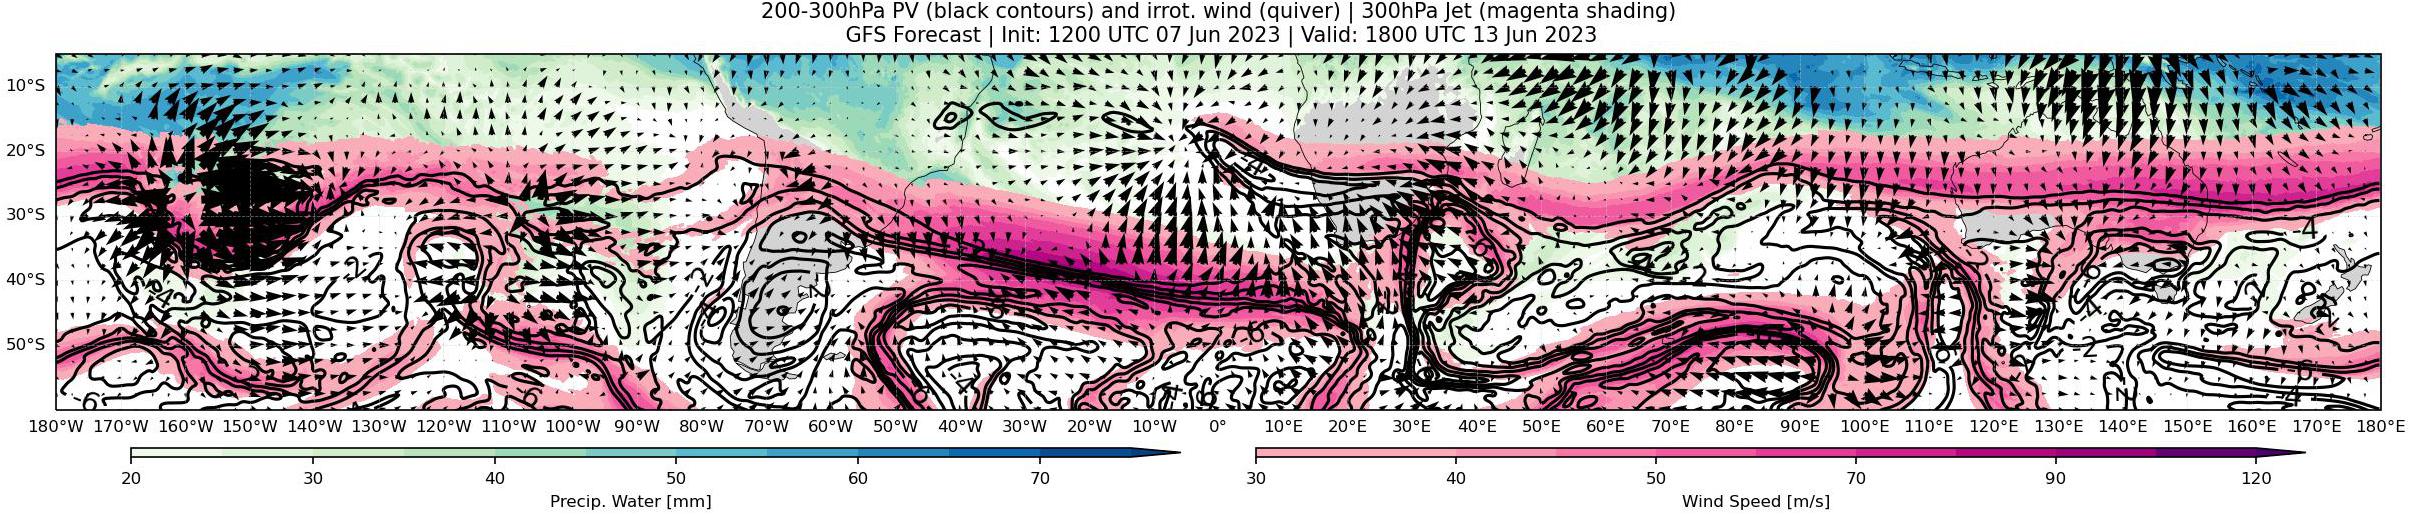 200-300hPa PV (black contours) and irrot. wind (quiver) | 300hPa Jet (magenta shading)
GFS Forecast | Init: 1200 UTC 07 Jun 2023 | Valid: 1800 UTC 13 Jun 2023
10°S
20°S
30°S
40°S
50°S
180°W 170°W 160°W 150°W 140°W 130°W 120°W 110°W 100°W 90°W 80°W 70°W 60°W 50°W 40°W 30°W 20°W 10°W 0° 10°E 20°E 30°E 40°E 50°E 60°E 70°E 80°E 90°E 100°E 110°E 120°E 130°E 140°E 150°E 160°E 170°E 180°E
20 30 40 50 60 70
Precip. Water [mm]
30 40 50 70 90 120
Wind Speed [m/s]